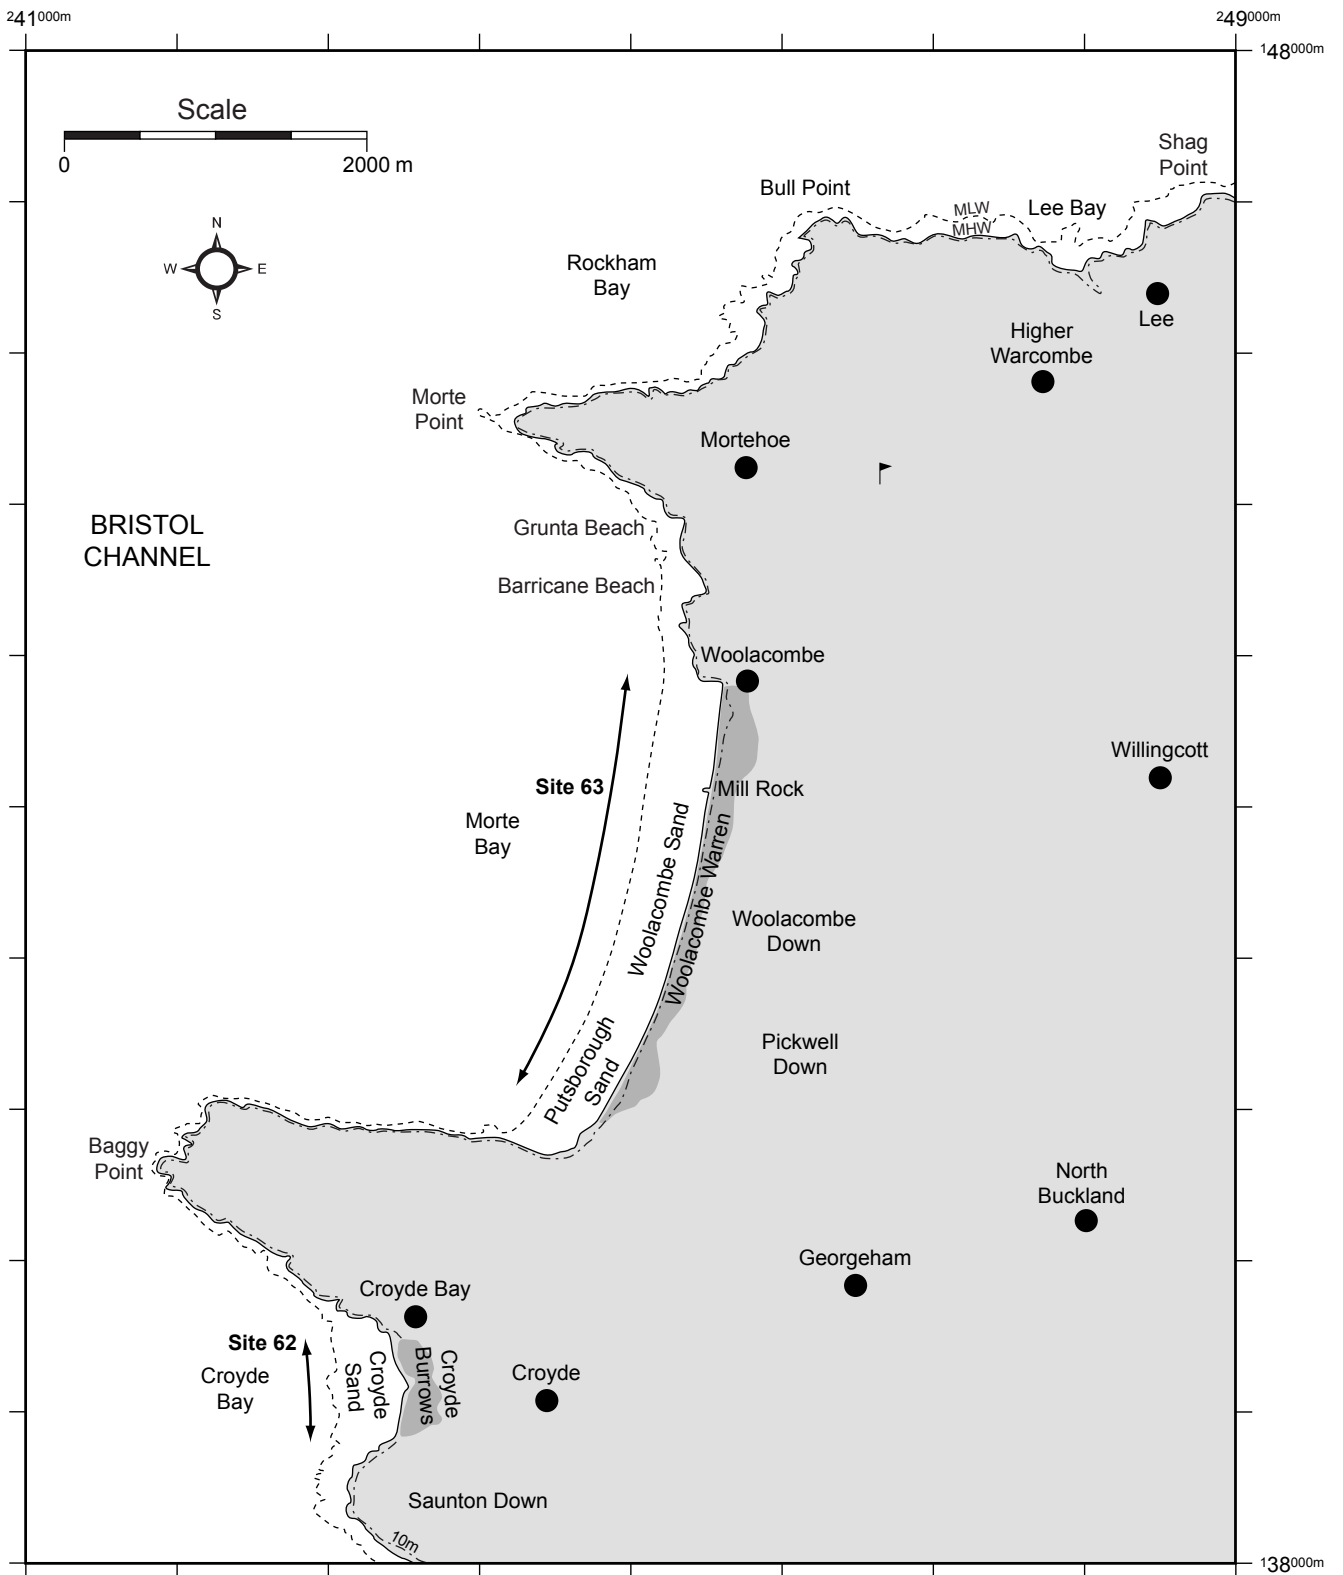 241000m
249000m
148000m
Scale
0
2000 m
Shag
Point
Bull Point
MLW
MHW
Lee Bay
N
W
E
S
Rockham
Bay
Lee
Higher
Warcombe
Morte
Point
Mortehoe
BRISTOL
CHANNEL
Grunta Beach
Barricane Beach
Woolacombe
Willingcott
Site 63
Mill Rock
Morte
Bay
Woolacombe Sand
Woolacombe Warren
Woolacombe
Down
Putsborough
Sand
Pickwell
Down
Baggy
Point
North
Buckland
Georgeham
Croyde Bay
Site 62
Croyde
Bay
Croyde
Sand
Croyde
Burrows
Croyde
Saunton Down
10m
138000m